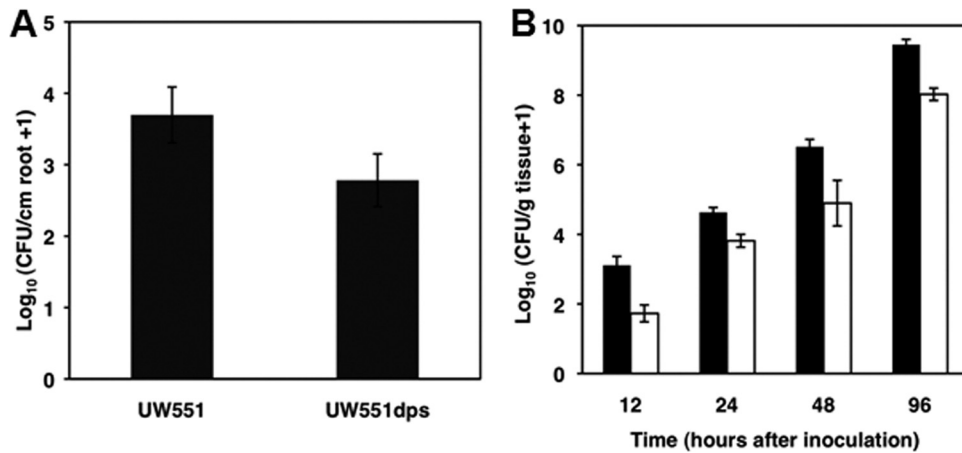 A
Log10 (CFU/cm root +1)
5
4
3
2
1
0
UW551
UW551dps
B
Log10 (CFU/g tissue+1)
10
8
6
4
2
0
12
24
48
96
Time (hours after inoculation)